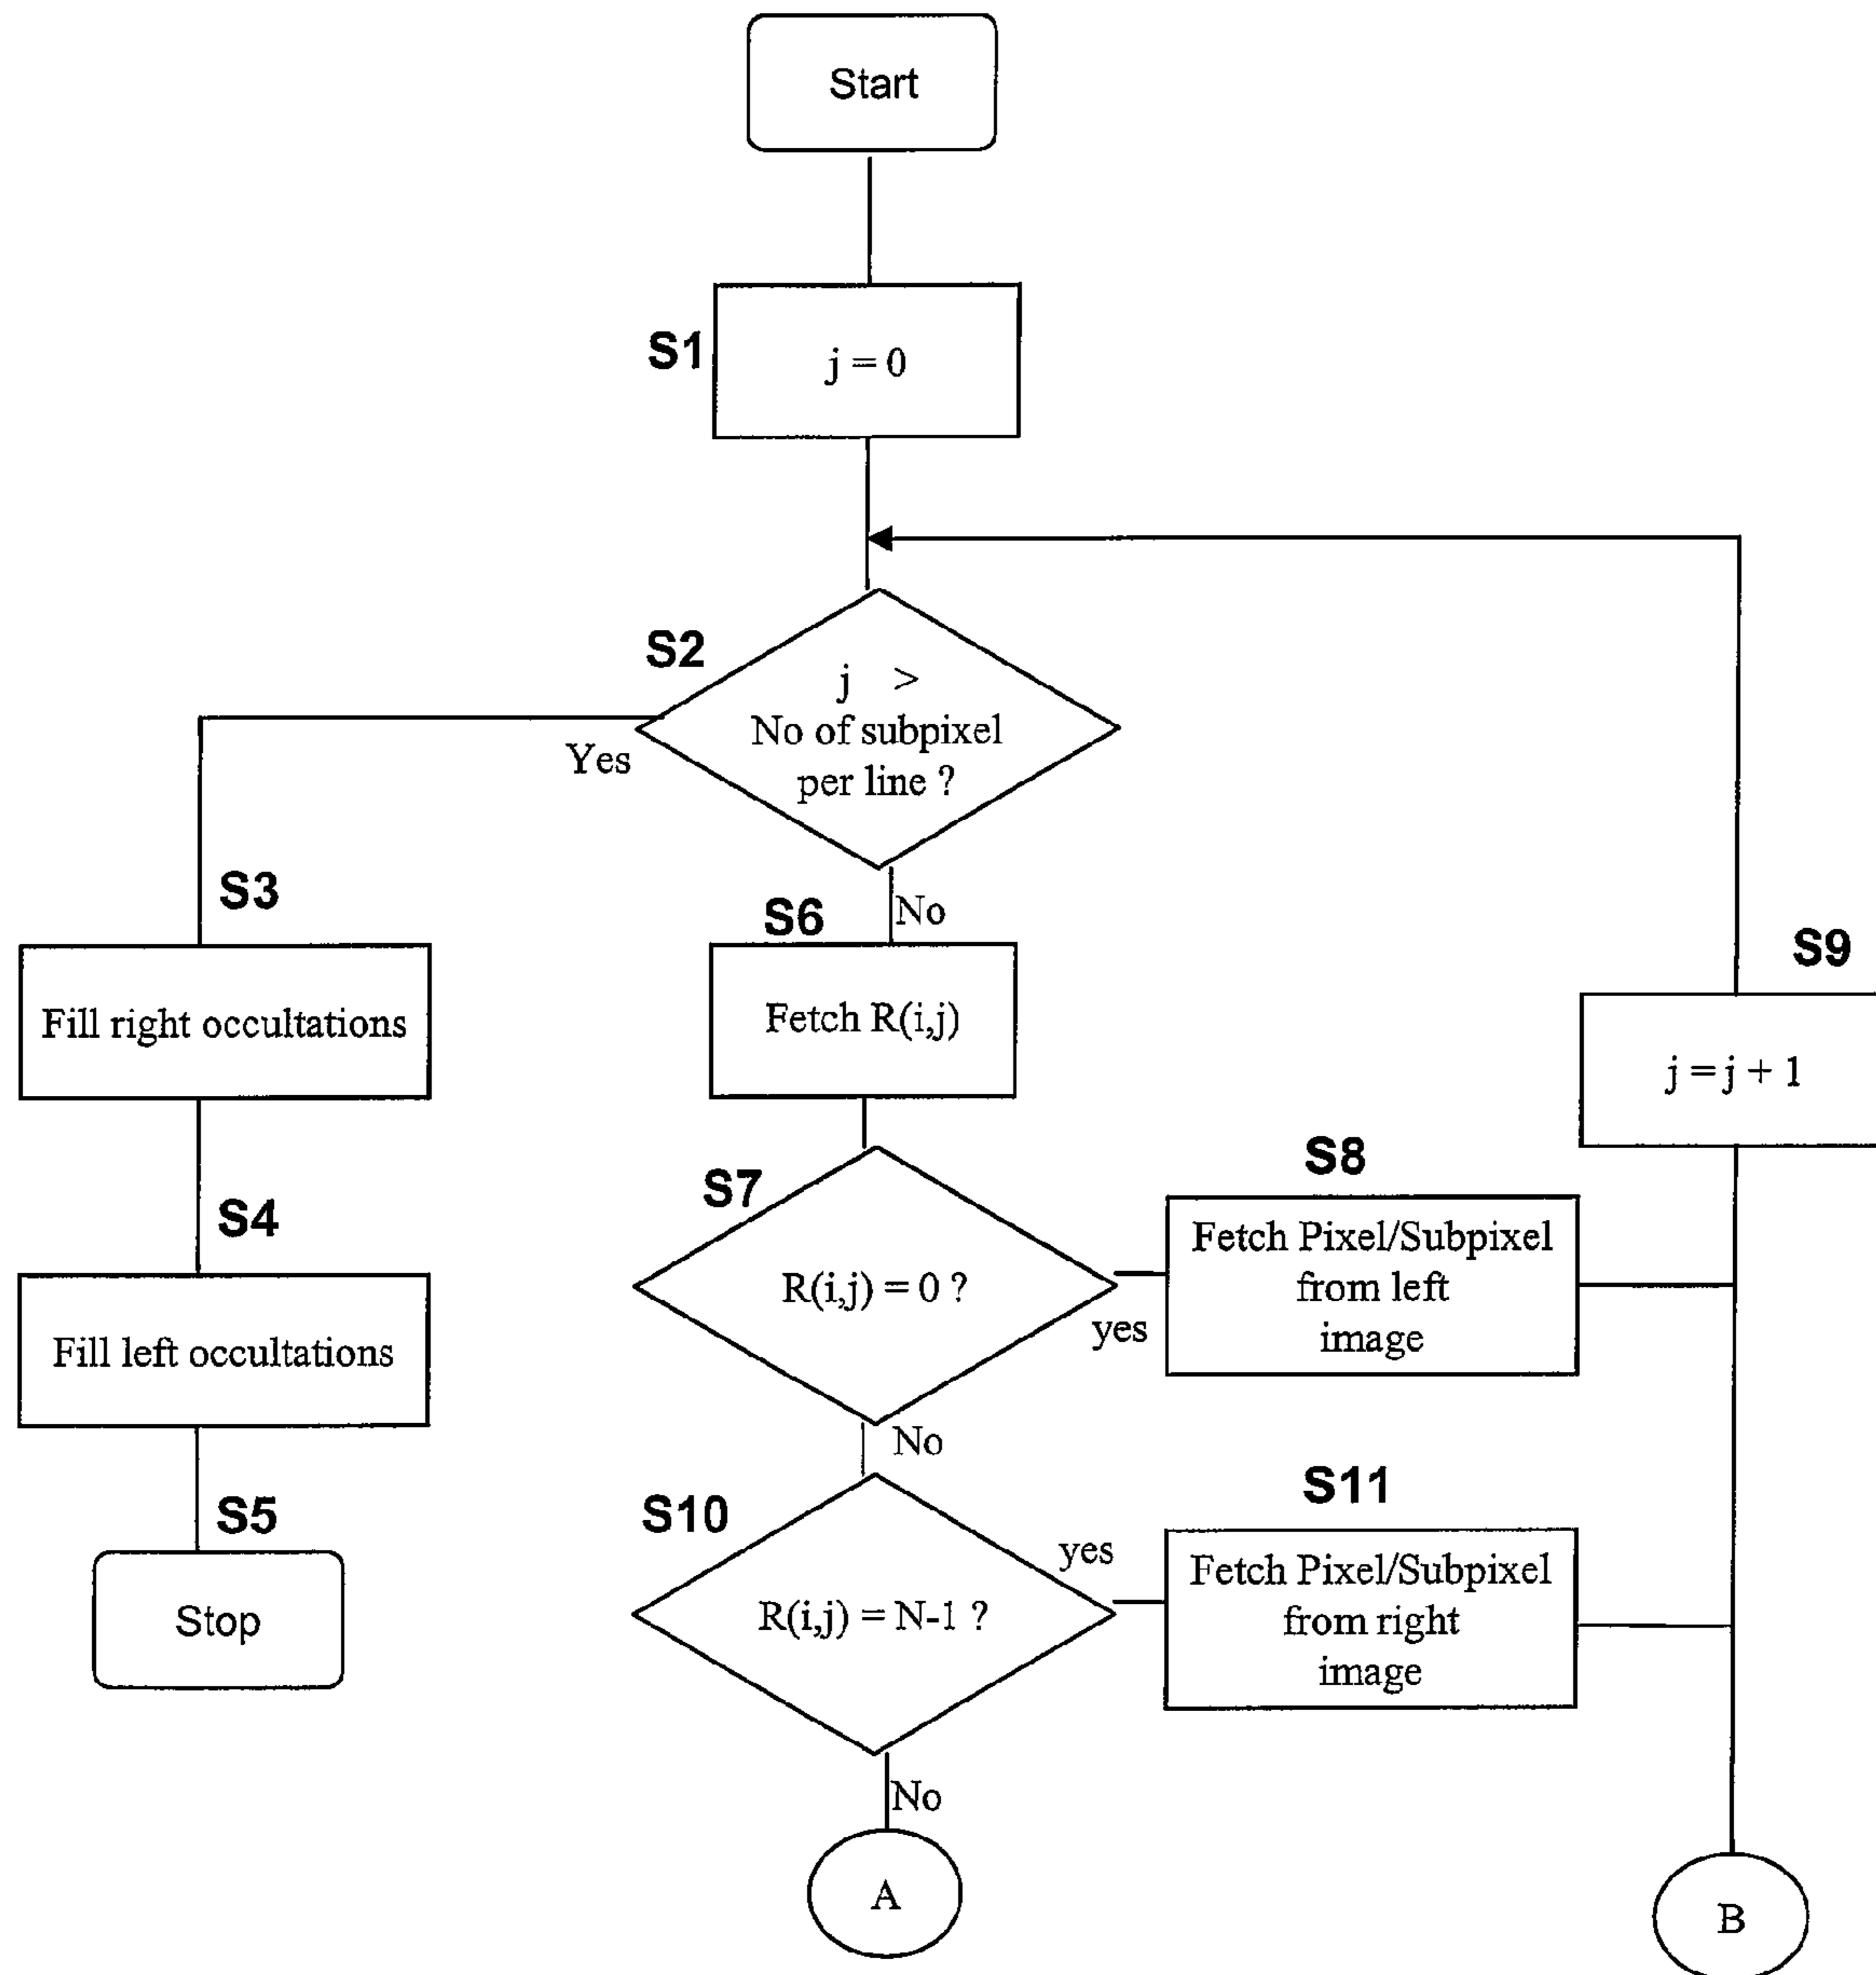 Start
S1
j = 0
S2
j >
No of subpixel
per line ?
Yes
No
S3
Fill right occultations
S6
Fetch R(i,j)
S9
j = j + 1
S4
Fill left occultations
S7
R(i,j) = 0 ?
yes
No
S8
Fetch Pixel/Subpixel
from left
image
S5
Stop
S10
R(i,j) = N-1 ?
yes
No
S11
Fetch Pixel/Subpixel
from right
image
A
B